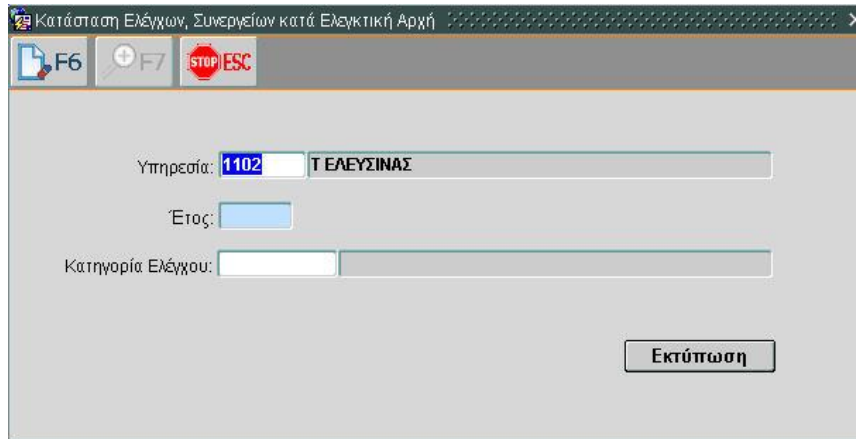 Κατάσταση Ελέγχων, Συνεργείων κατά Ελεγκτική Αρχή
F6 F7 STOP ESC
Υπηρεσία: 1102 Τ ΕΛΕΥΣΙΝΑΣ
Έτος:
Κατηγορία Ελέγχου:
Εκτύπωση